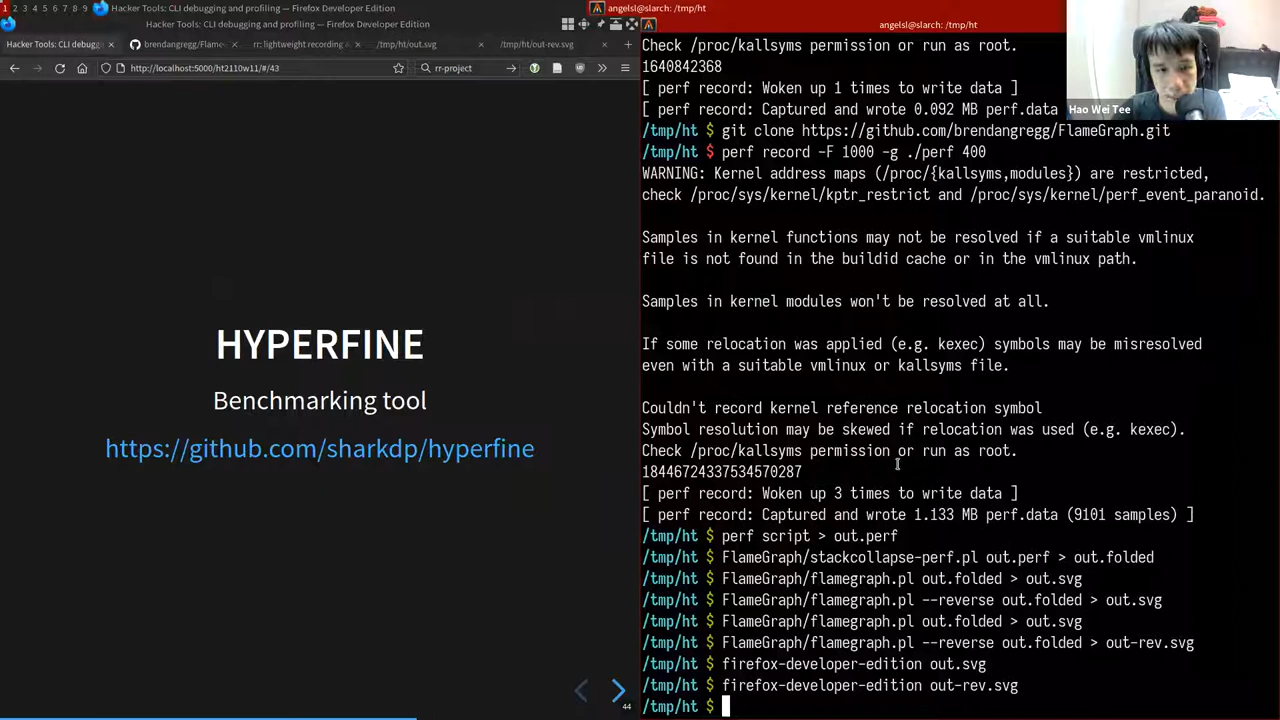 1 2 3 4 5 6 7 8 9
Hacker Tools: CLI debugging and profiling — Firefox Developer Edition
angelsl@slarch: /tmp/ht
Hacker Tools: CLI debugging and profiling — Firefox Developer Edition
angelsl@slarch: /tmp/ht
Hacker Tools: CLI debugg
brendangregg/Flame
rr: lightweight recording
/tmp/ht/out.svg
/tmp/ht/out-rev.svg
http://localhost:5000/ht2110w11/#/43
rr-project
HYPERFINE
Benchmarking tool
https://github.com/sharkdp/hyperfine
44
Check /proc/kallsyms permission or run as root.
1640842368
[ perf record: Woken up 1 times to write data ]
[ perf record: Captured and wrote 0.092 MB perf.data
/tmp/ht $ git clone https://github.com/brendangregg/FlameGraph.git
/tmp/ht $ perf record -F 1000 -g ./perf 400
WARNING: Kernel address maps (/proc/{kallsyms,modules}) are restricted,
check /proc/sys/kernel/kptr_restrict and /proc/sys/kernel/perf_event_paranoid.
Samples in kernel functions may not be resolved if a suitable vmlinux
file is not found in the buildid cache or in the vmlinux path.
Samples in kernel modules won't be resolved at all.
If some relocation was applied (e.g. kexec) symbols may be misresolved
even with a suitable vmlinux or kallsyms file.
Couldn't record kernel reference relocation symbol
Symbol resolution may be skewed if relocation was used (e.g. kexec).
Check /proc/kallsyms permission or run as root.
18446724337534570287
[ perf record: Woken up 3 times to write data ]
[ perf record: Captured and wrote 1.133 MB perf.data (9101 samples) ]
/tmp/ht $ perf script > out.perf
/tmp/ht $ FlameGraph/stackcollapse-perf.pl out.perf > out.folded
/tmp/ht $ FlameGraph/flamegraph.pl out.folded > out.svg
/tmp/ht $ FlameGraph/flamegraph.pl --reverse out.folded > out.svg
/tmp/ht $ FlameGraph/flamegraph.pl out.folded > out.svg
/tmp/ht $ FlameGraph/flamegraph.pl --reverse out.folded > out-rev.svg
/tmp/ht $ firefox-developer-edition out.svg
/tmp/ht $ firefox-developer-edition out-rev.svg
/tmp/ht $
Hao Wei Tee